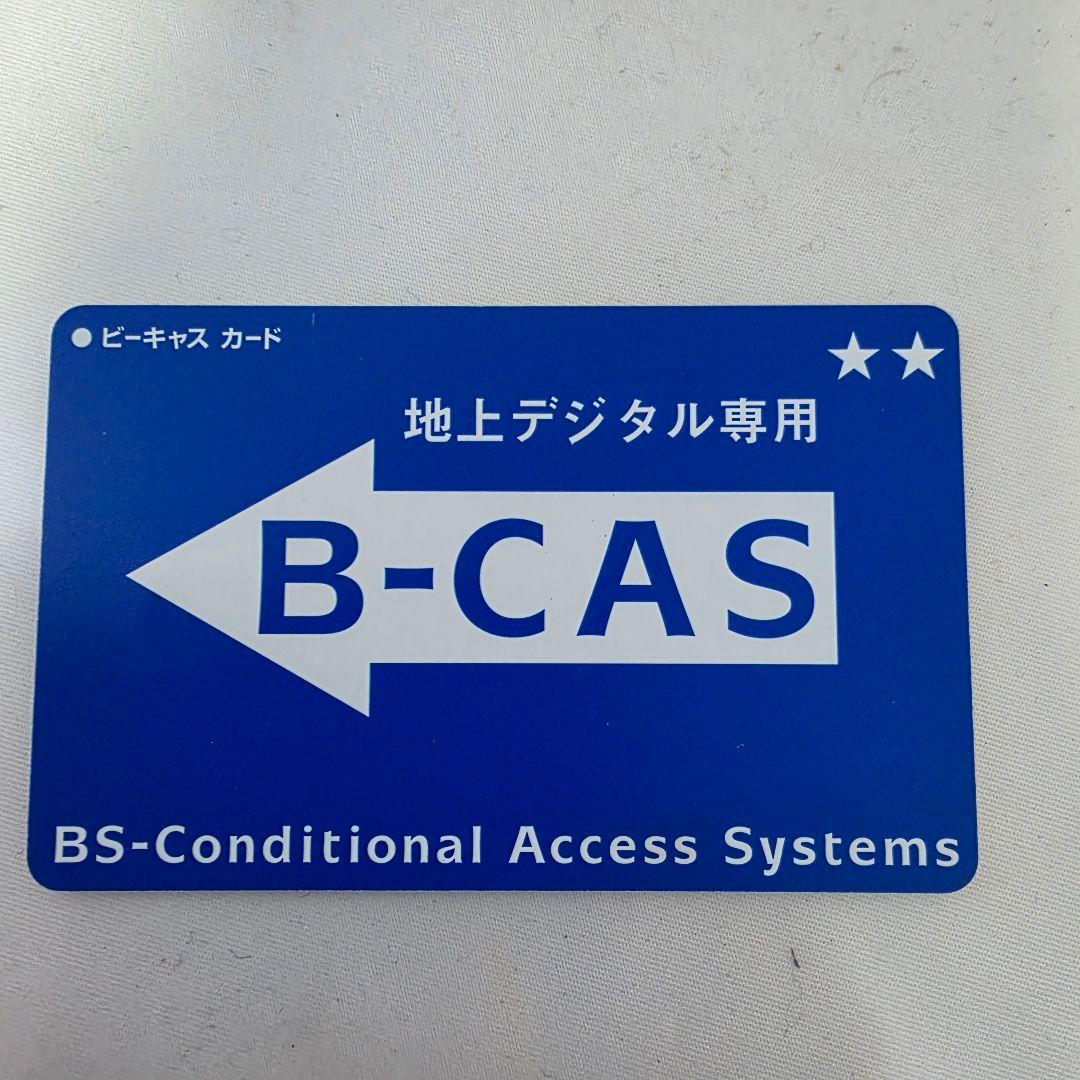 ●ビーキャス カード
★★
地上デジタル専用
B-CAS
BS-Conditional Access Systems